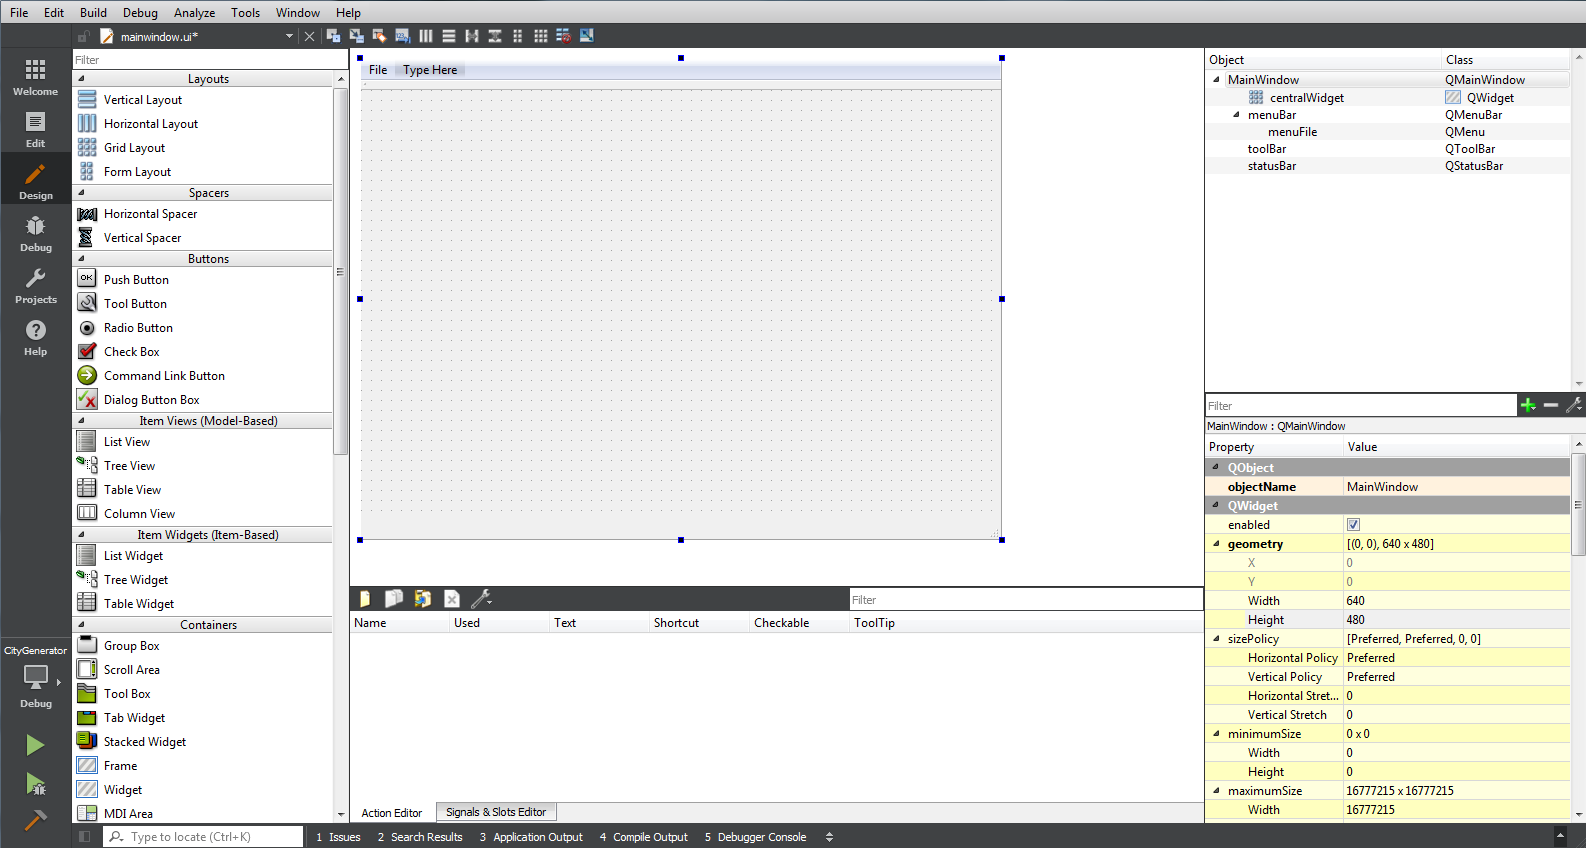 File Edit Build Debug Analyze Tools Window Help
mainwindow.ui*
Welcome
Edit
Design
Debug
Projects
Help
CityGenerator
Debug
Filter
Layouts
Vertical Layout
Horizontal Layout
Grid Layout
Form Layout
Spacers
Horizontal Spacer
Vertical Spacer
Buttons
OK Push Button
Tool Button
Radio Button
Check Box
Command Link Button
Dialog Button Box
Item Views (Model-Based)
List View
Tree View
Table View
Column View
Item Widgets (Item-Based)
List Widget
Tree Widget
Table Widget
Containers
Group Box
Scroll Area
Tool Box
Tab Widget
Stacked Widget
Frame
Widget
MDI Area
File Type Here
Filter
Name Used Text Shortcut Checkable ToolTip
Action Editor Signals & Slots Editor
Object Class
MainWindow QMainWindow
centralWidget QWidget
menuBar QMenuBar
menuFile QMenu
toolBar QToolBar
statusBar QStatusBar
Filter
MainWindow : QMainWindow
Property Value
QObject
objectName MainWindow
QWidget
enabled
geometry [(0, 0), 640 x 480]
X 0
Y 0
Width 640
Height 480
sizePolicy [Preferred, Preferred, 0, 0]
Horizontal Policy Preferred
Vertical Policy Preferred
Horizontal Stret... 0
Vertical Stretch 0
minimumSize 0 x 0
Width 0
Height 0
maximumSize 16777215 x 16777215
Width 16777215
Type to locate (Ctrl+K) 1 Issues 2 Search Results 3 Application Output 4 Compile Output 5 Debugger Console